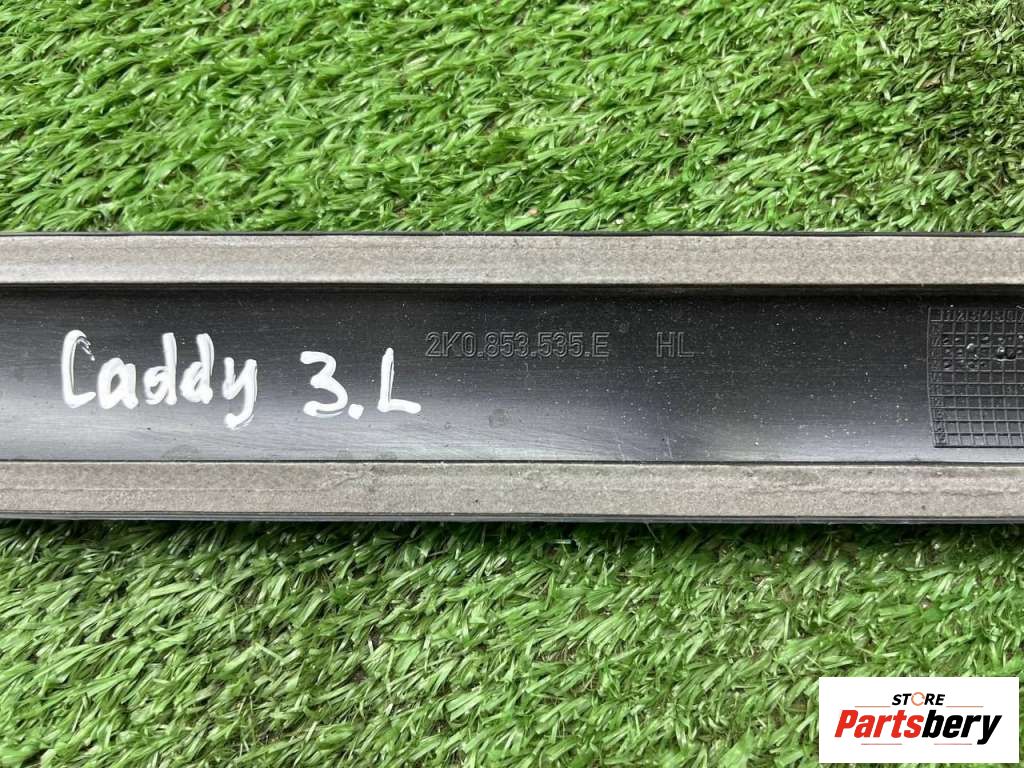 2K0.853.535.E HL
Caddy 3.L
STORE
Partsbery